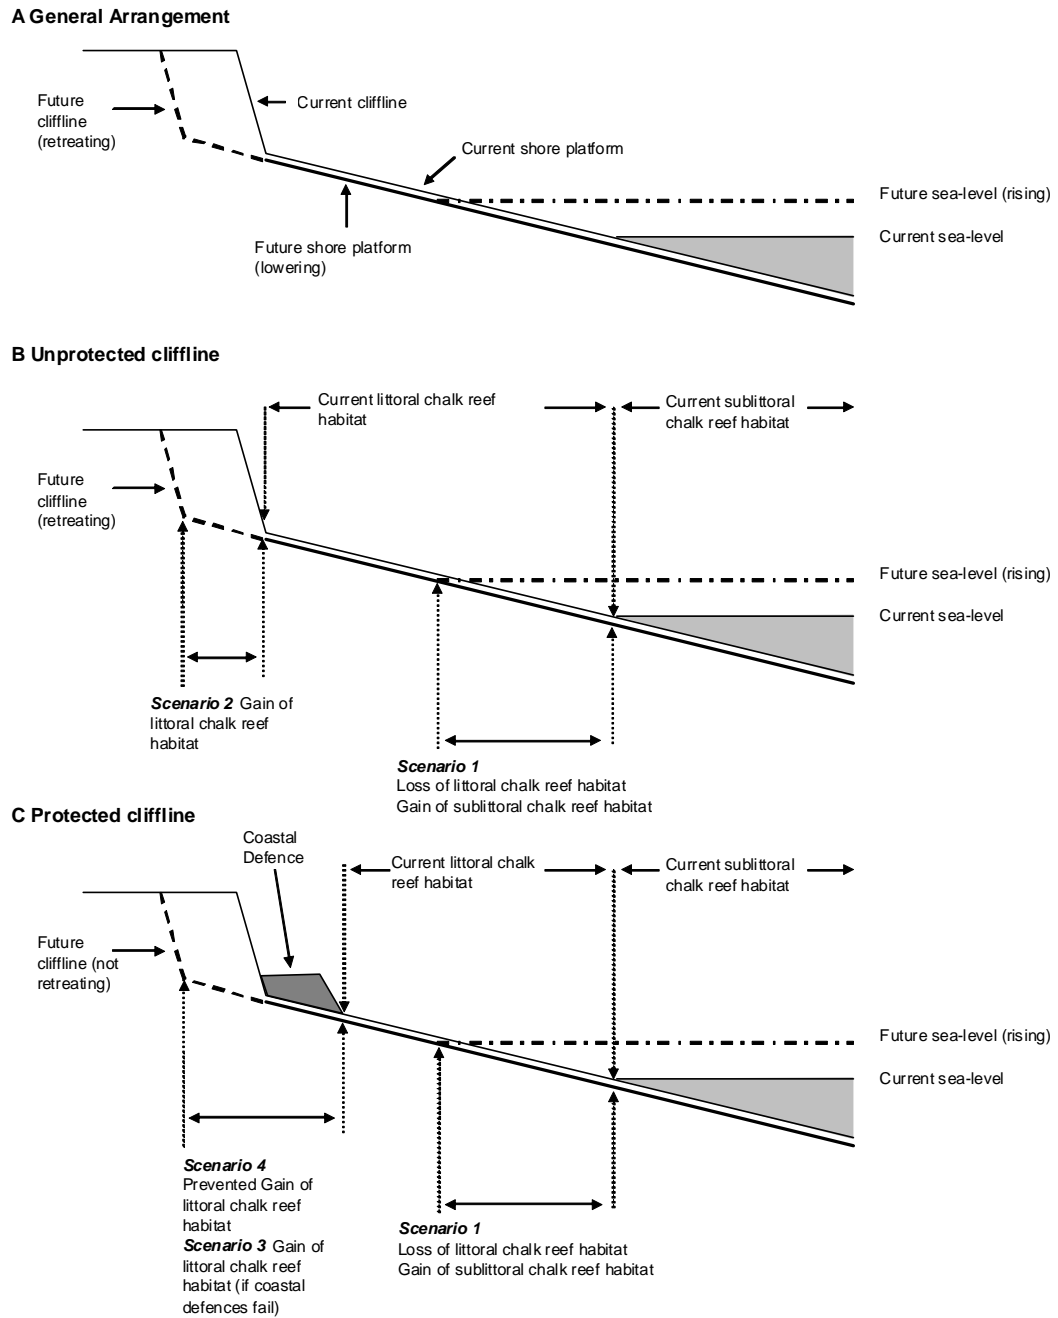 A General Arrangement
Future
cliffline
(retreating)
Current cliffline
Current shore platform
Future sea-level (rising)
Current sea-level
Future shore platform
(lowering)
B Unprotected cliffline
Current littoral chalk reef
habitat
Current sublittoral
chalk reef habitat
Future
cliffline
(retreating)
Future sea-level (rising)
Current sea-level
Scenario 2 Gain of
littoral chalk reef
habitat
Scenario 1
Loss of littoral chalk reef habitat
Gain of sublittoral chalk reef habitat
C Protected cliffline
Coastal
Defence
Current littoral chalk
reef habitat
Current sublittoral
chalk reef habitat
Future
cliffline (not
retreating)
Future sea-level (rising)
Current sea-level
Scenario 4
Prevented Gain of
littoral chalk reef
habitat
Scenario 3 Gain of
littoral chalk reef
habitat (if coastal
defences fail)
Scenario 1
Loss of littoral chalk reef habitat
Gain of sublittoral chalk reef habitat